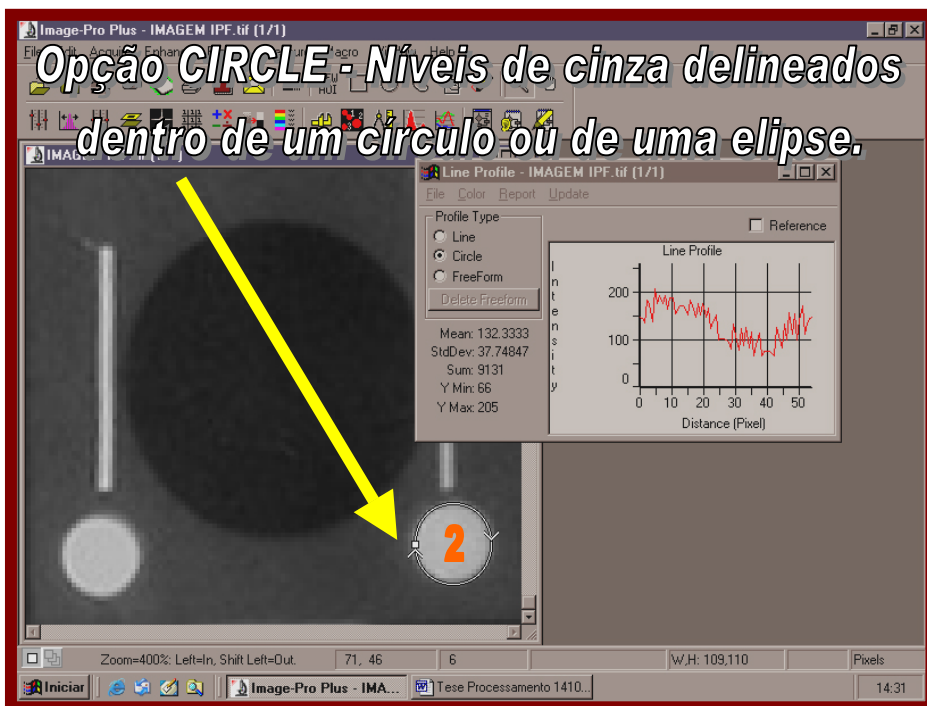 Image-Pro Plus - IMAGEM IPF.tif (1/1)
Opção CIRCLE - Níveis de cinza delineados
dentro de um círculo ou de uma elipse.
Line Profile - IMAGEM IPF.tif (1/1)
File Color Report Update
Profile Type
Line
Circle
FreeForm
Delete Freeform
Reference
Mean: 132.3333
StdDev: 37.74847
Sum: 9131
Y Min: 66
Y Max: 205
Line Profile
Intensity
200
100
0
0 10 20 30 40 50
Distance (Pixel)
2
Zoom=400%: Left=In, Shift Left=Out. 71, 46 6 W,H: 109,110 Pixels
Iniciar Image-Pro Plus - IMA... Tese Processamento 1410... 14:31